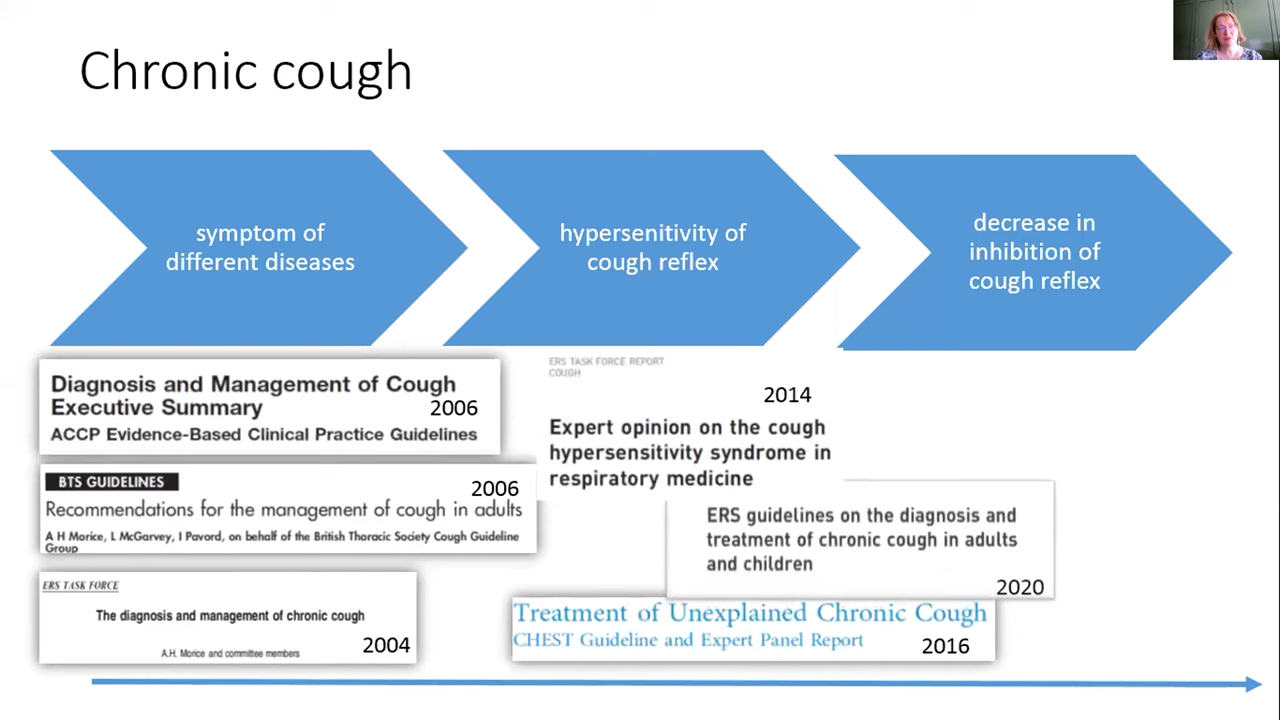 Chronic cough
symptom of
different diseases
hypersenitivity of
cough reflex
decrease in
inhibition of
cough reflex
Diagnosis and Management of Cough
Executive Summary
2006
ACCP Evidence-Based Clinical Practice Guidelines
BTS GUIDELINES
2006
Recommendations for the management of cough in adults
A H Morice, L McGarvey, I Pavord, on behalf of the British Thoracic Society Cough Guideline
Group
ERS TASK FORCE
The diagnosis and management of chronic cough
2004
A.H. Morice and committee members
ERS TASK FORCE REPORT
COUGH
2014
Expert opinion on the cough
hypersensitivity syndrome in
respiratory medicine
ERS guidelines on the diagnosis and
treatment of chronic cough in adults
and children
2020
Treatment of Unexplained Chronic Cough
CHEST Guideline and Expert Panel Report
2016